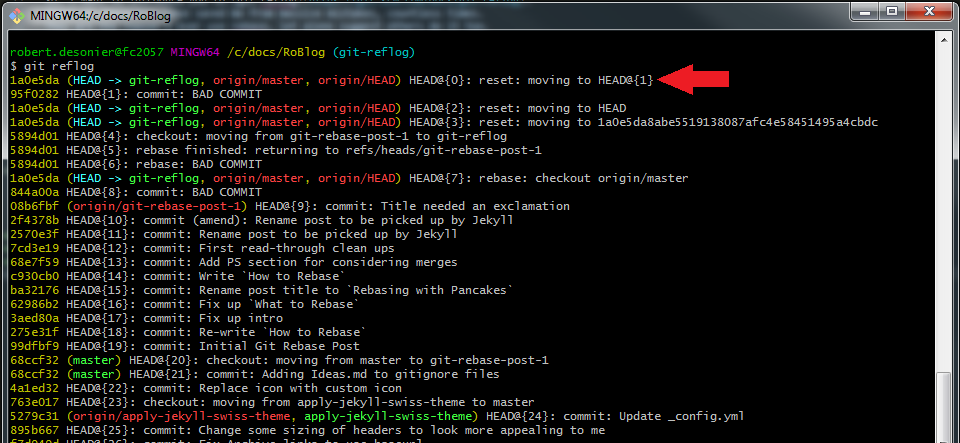 MINGW64:/c/docs/RoBlog
robert.desonier@fc2057 MINGW64 /c/docs/RoBlog (git-reflog)
$ git reflog
1a0e5da (HEAD -> git-reflog, origin/master, origin/HEAD) HEAD@{0}: reset: moving to HEAD@{1}
95f0282 HEAD@{1}: commit: BAD COMMIT
1a0e5da (HEAD -> git-reflog, origin/master, origin/HEAD) HEAD@{2}: reset: moving to HEAD
1a0e5da (HEAD -> git-reflog, origin/master, origin/HEAD) HEAD@{3}: reset: moving to 1a0e5da8abe5519138087afc4e58451495a4cbdc
5894d01 HEAD@{4}: checkout: moving from git-rebase-post-1 to git-reflog
5894d01 HEAD@{5}: rebase finished: returning to refs/heads/git-rebase-post-1
5894d01 HEAD@{6}: rebase: BAD COMMIT
1a0e5da (HEAD -> git-reflog, origin/master, origin/HEAD) HEAD@{7}: rebase: checkout origin/master
844a00a HEAD@{8}: commit: BAD COMMIT
08b6fbf (origin/git-rebase-post-1) HEAD@{9}: commit: Title needed an exclamation
2f4378b HEAD@{10}: commit (amend): Rename post to be picked up by Jekyll
2570e3f HEAD@{11}: commit: Rename post to be picked up by Jekyll
7cd3e19 HEAD@{12}: commit: First read-through clean ups
68e7f59 HEAD@{13}: commit: Add PS section for considering merges
c930cb0 HEAD@{14}: commit: Write `How to Rebase`
ba32176 HEAD@{15}: commit: Rename post title to `Rebasing with Pancakes`
62986b2 HEAD@{16}: commit: Fix up `What to Rebase`
3aed80a HEAD@{17}: commit: Fix up intro
275e31f HEAD@{18}: commit: Re-write `How to Rebase`
99dfbf9 HEAD@{19}: commit: Initial Git Rebase Post
68ccf32 (master) HEAD@{20}: checkout: moving from master to git-rebase-post-1
68ccf32 (master) HEAD@{21}: commit: Adding Ideas.md to gitignore files
4a1ed32 HEAD@{22}: commit: Replace icon with custom icon
763e017 HEAD@{23}: checkout: moving from apply-jekyll-swiss-theme to master
5279c31 (origin/apply-jekyll-swiss-theme, apply-jekyll-swiss-theme) HEAD@{24}: commit: Update _config.yml
895b667 HEAD@{25}: commit: Change some sizing of headers to look more appealing to me